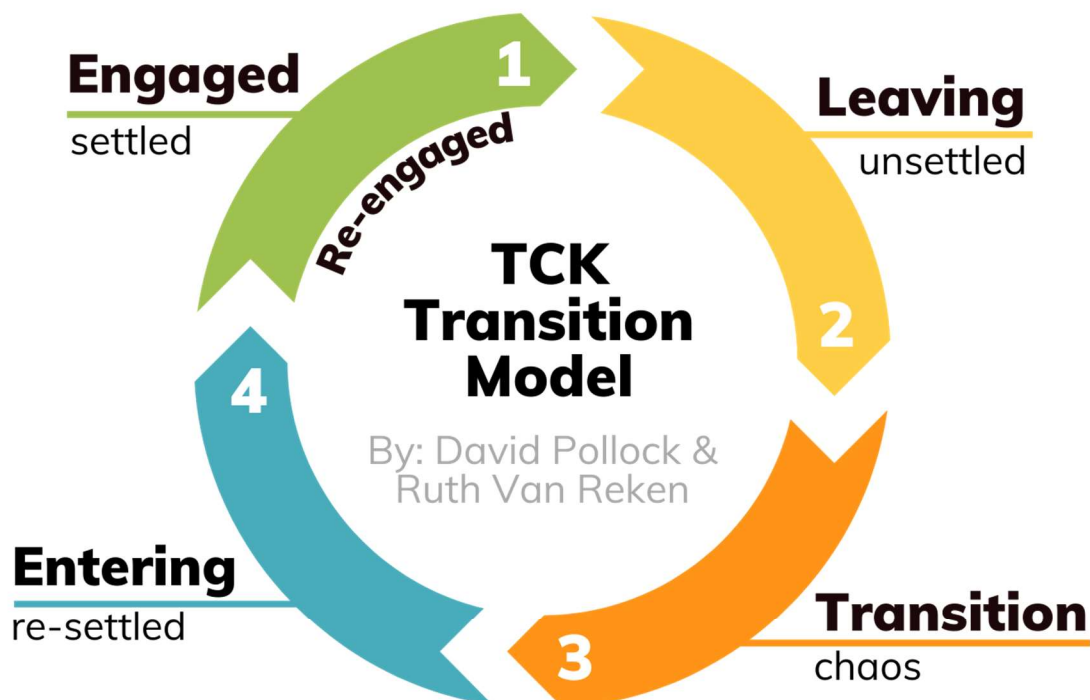 Engaged
settled
1
Re-engaged
Leaving
unsettled
2
TCK
Transition
Model
By: David Pollock &
Ruth Van Reken
4
Entering
re-settled
3
Transition
chaos